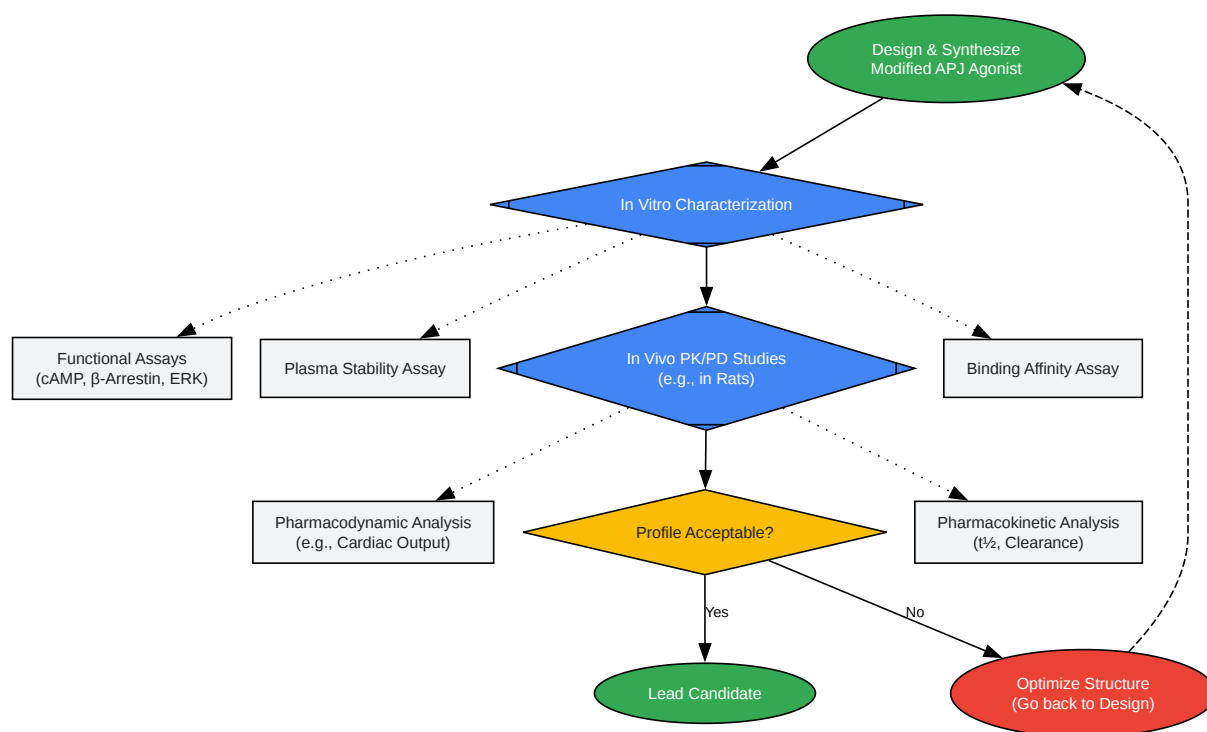 Design & Synthesize
Modified APJ Agonist
In Vitro Characterization
Functional Assays
(cAMP, β-Arrestin, ERK)
Plasma Stability Assay
In Vivo PK/PD Studies
(e.g., in Rats)
Binding Affinity Assay
Pharmacodynamic Analysis
(e.g., Cardiac Output)
Profile Acceptable?
Pharmacokinetic Analysis
(t½, Clearance)
Yes
No
Lead Candidate
Optimize Structure
(Go back to Design)